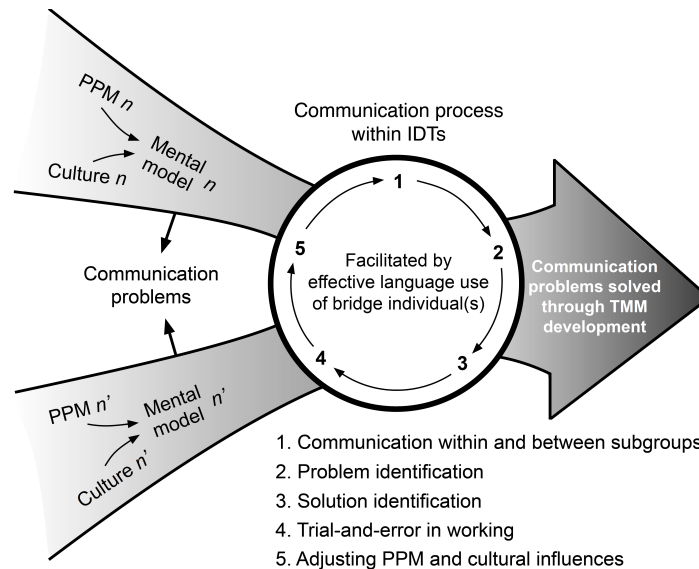 PPM n
Culture n
Mental
model n
Communication process
within IDTs
1
2
3
4
5
Facilitated by
effective language use
of bridge individual(s)
Communication
problems
Communication
problems solved
through TMM
development
PPM n'
Culture n'
Mental
model n'
1. Communication within and between subgroups
2. Problem identification
3. Solution identification
4. Trial-and-error in working
5. Adjusting PPM and cultural influences